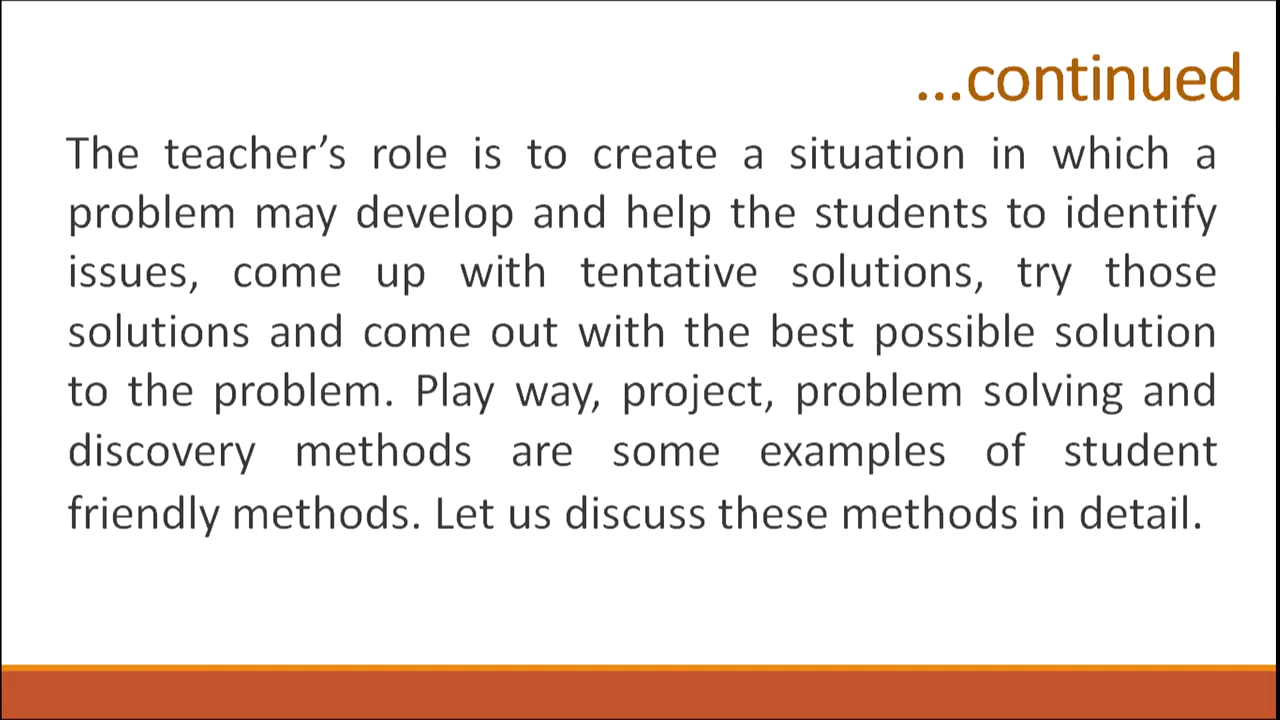 ...continued
The teacher’s role is to create a situation in which a
problem may develop and help the students to identify
issues, come up with tentative solutions, try those
solutions and come out with the best possible solution
to the problem. Play way, project, problem solving and
discovery methods are some examples of student
friendly methods. Let us discuss these methods in detail.